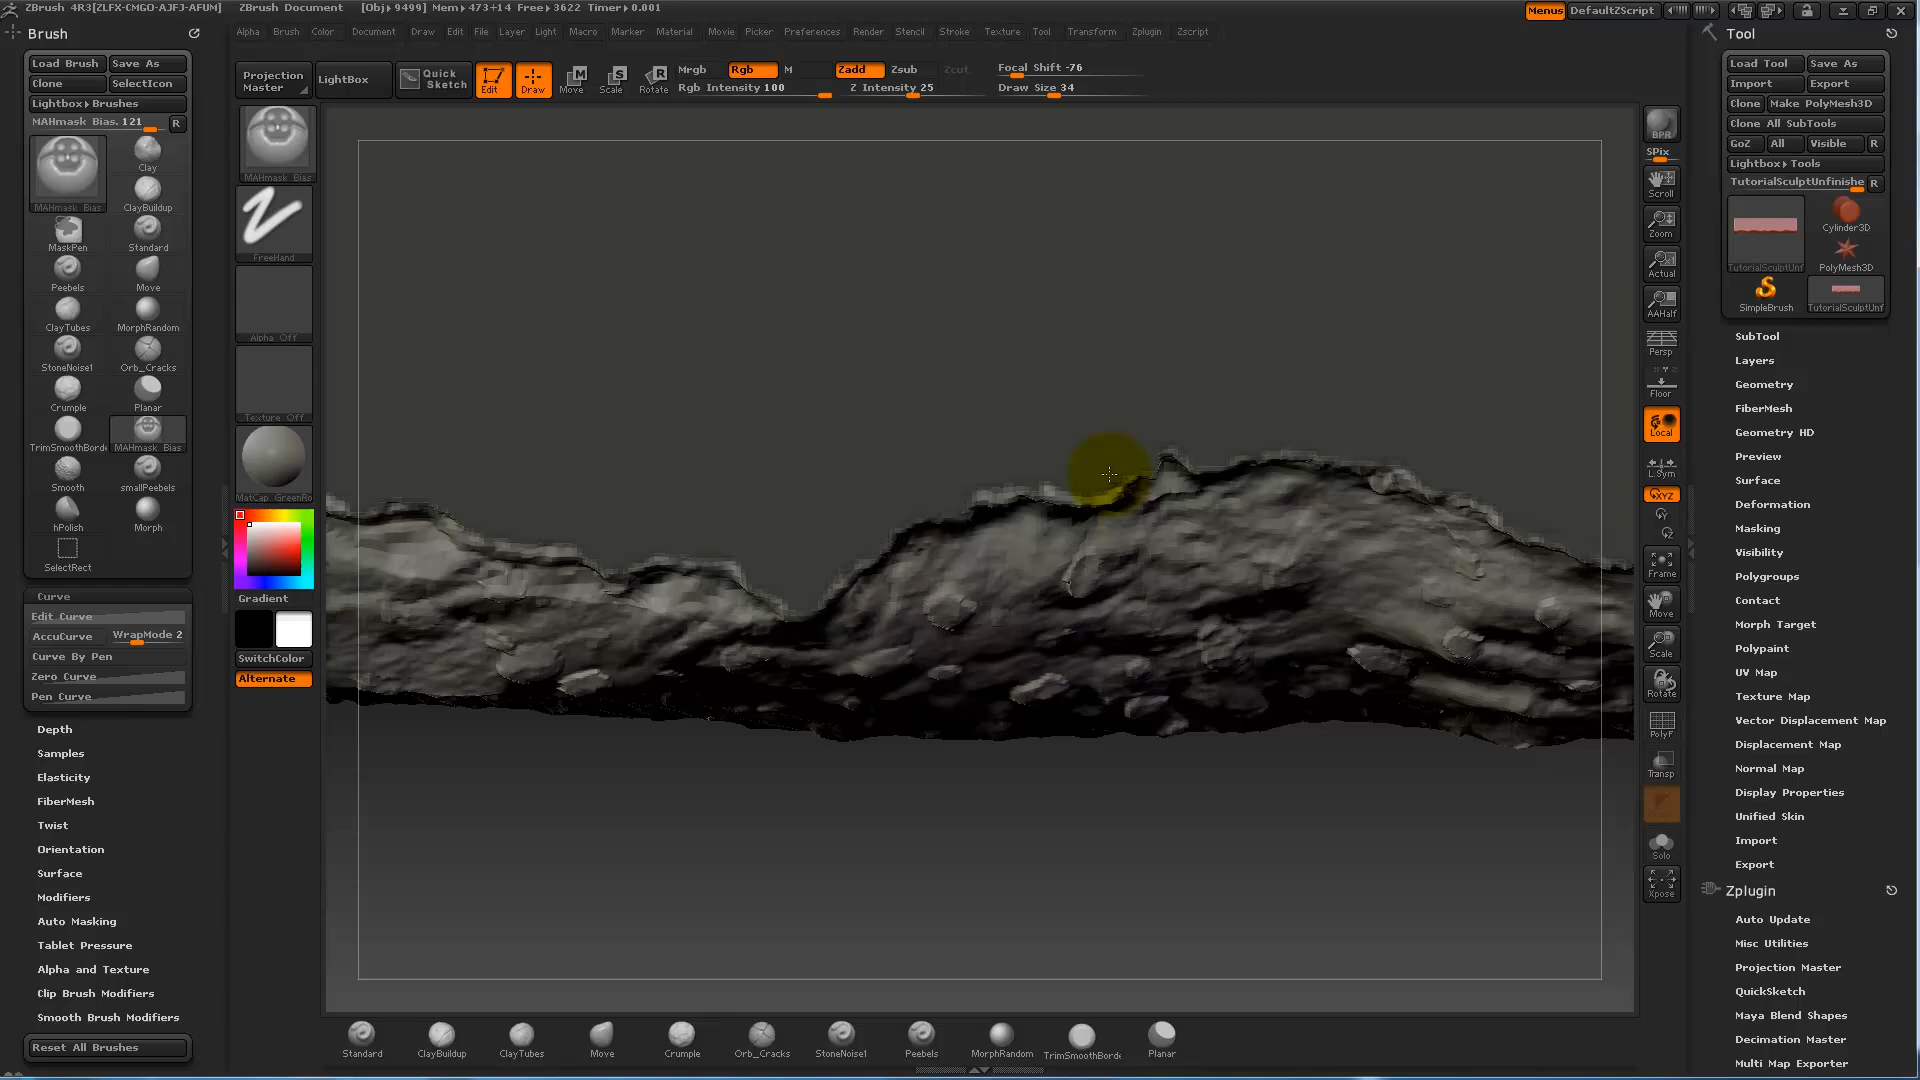 ZBrush 4R3[ZLFX-CMGO-AJFJ-AFUM] ZBrush Document [Obj▸9499] Mem▸473+14 Free▸3622 Timer▸0.001 Menus DefaultZScript
Brush
Load Brush Save As
Clone SelectIcon
Lightbox▸Brushes
MAHmask_Bias. 121 R
MAHmask_Bias Clay
ClayBuildup
MaskPen Standard
Peebels Move
ClayTubes MorphRandom
StoneNoise1 Orb_Cracks
Crumple Planar
TrimSmoothBorde MAHmask_Bias
Smooth smallPeebels
hPolish Morph
SelectRect
Curve
Edit Curve
AccuCurve WrapMode 2
Curve By Pen
Zero Curve
Pen Curve
Depth
Samples
Elasticity
FiberMesh
Twist
Orientation
Surface
Modifiers
Auto Masking
Tablet Pressure
Alpha and Texture
Clip Brush Modifiers
Smooth Brush Modifiers
Reset All Brushes
Alpha Brush Color Document Draw Edit File Layer Light Macro Marker Material Movie Picker Preferences Render Stencil Stroke Texture Tool Transform Zplugin Zscript
Projection Master
LightBox
Quick Sketch
Edit Draw Move Scale Rotate
Mrgb Rgb M Zadd Zsub Zcut
Rgb Intensity 100 Z Intensity 25
Focal Shift -76
Draw Size 34
MAHmask_Bias
FreeHand
Alpha Off
Texture Off
MatCap GreenRo
Gradient
SwitchColor
Alternate
BPR
SPix
Scroll
Zoom
Actual
AAHalf
Persp
Floor
Local
L.Sym
XYZ
Frame
Move
Scale
Rotate
PolyF
Transp
Solo
Xpose
Standard ClayBuildup ClayTubes Move Crumple Orb_Cracks StoneNoise1 Peebels MorphRandom TrimSmoothBorde Planar
Tool
Load Tool Save As
Import Export
Clone Make PolyMesh3D
Clone All SubTools
GoZ All Visible R
Lightbox▸Tools
TutorialSculptUnfinishe R
TutorialSculptUnf Cylinder3D
PolyMesh3D
SimpleBrush TutorialSculptUnf
SubTool
Layers
Geometry
FiberMesh
Geometry HD
Preview
Surface
Deformation
Masking
Visibility
Polygroups
Contact
Morph Target
Polypaint
UV Map
Texture Map
Vector Displacement Map
Displacement Map
Normal Map
Display Properties
Unified Skin
Import
Export
Zplugin
Auto Update
Misc Utilities
Projection Master
QuickSketch
Maya Blend Shapes
Decimation Master
Multi Map Exporter